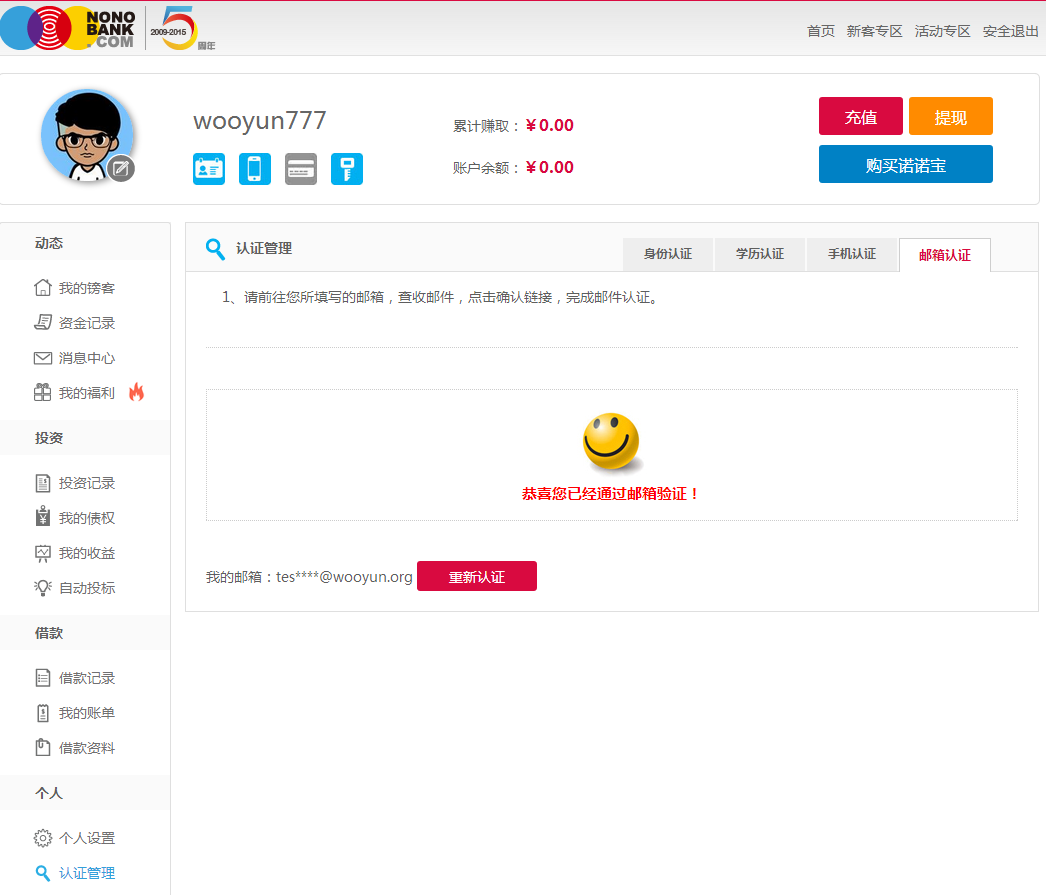 NONO
BANK
.COM
2009-2015
5
周年
首页 新客专区 活动专区 安全退出
wooyun777
累计赚取：￥0.00
账户余额：￥0.00
充值 提现
购买诺诺宝
动态
我的镑客
资金记录
消息中心
我的福利
投资
投资记录
我的债权
我的收益
自动投标
借款
借款记录
我的账单
借款资料
个人
个人设置
认证管理
认证管理
身份认证 学历认证 手机认证 邮箱认证
1、请前往您所填写的邮箱，查收邮件，点击确认链接，完成邮件认证。
恭喜您已经通过邮箱验证！
我的邮箱：tes****@wooyun.org 重新认证